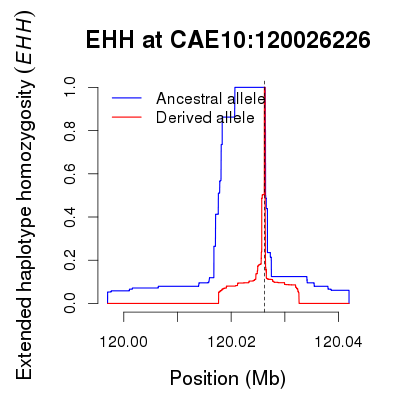 EHH at CAE10:120026226
Extended haplotype homozygosity (EHH)
1.0
0.8
0.6
0.4
0.2
0.0
Ancestral allele
Derived allele
120.00 120.02 120.04
Position (Mb)